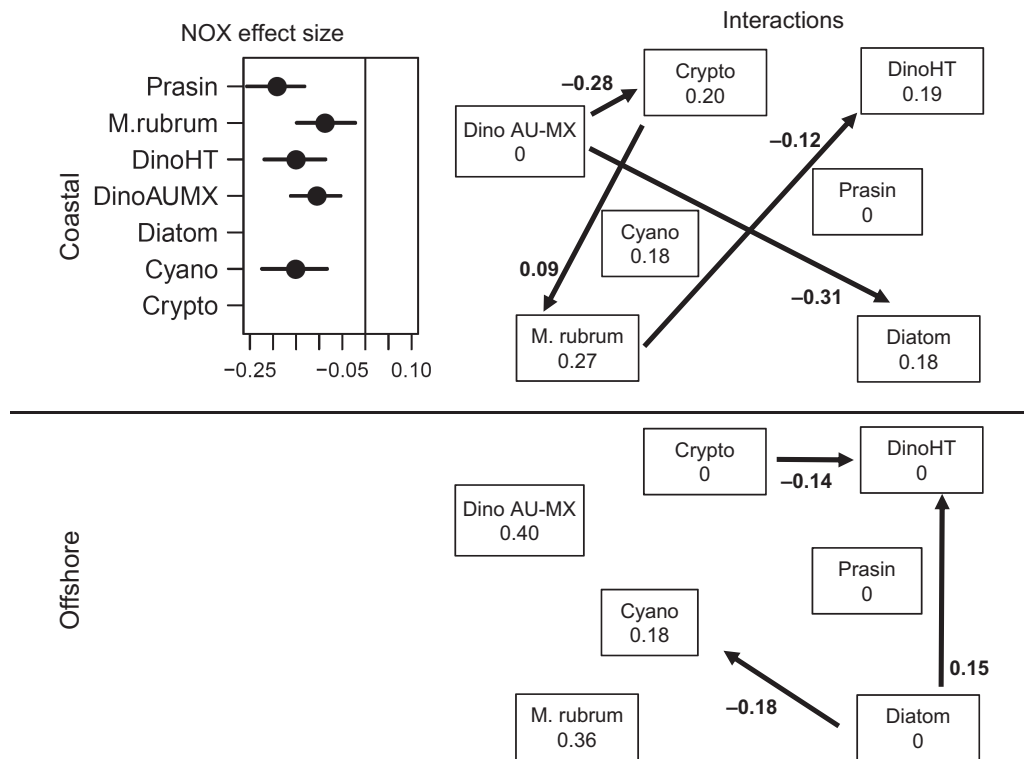 NOX effect size
Interactions
Coastal
Prasin
M.rubrum
DinoHT
DinoAUMX
Diatom
Cyano
Crypto
−0.25
−0.05
0.10
Dino AU-MX
0
Crypto
0.20
DinoHT
0.19
Prasin
0
Cyano
0.18
M. rubrum
0.27
Diatom
0.18
–0.28
–0.12
0.09
–0.31
Offshore
Crypto
0
DinoHT
0
–0.14
Dino AU-MX
0.40
Prasin
0
Cyano
0.18
0.15
–0.18
M. rubrum
0.36
Diatom
0